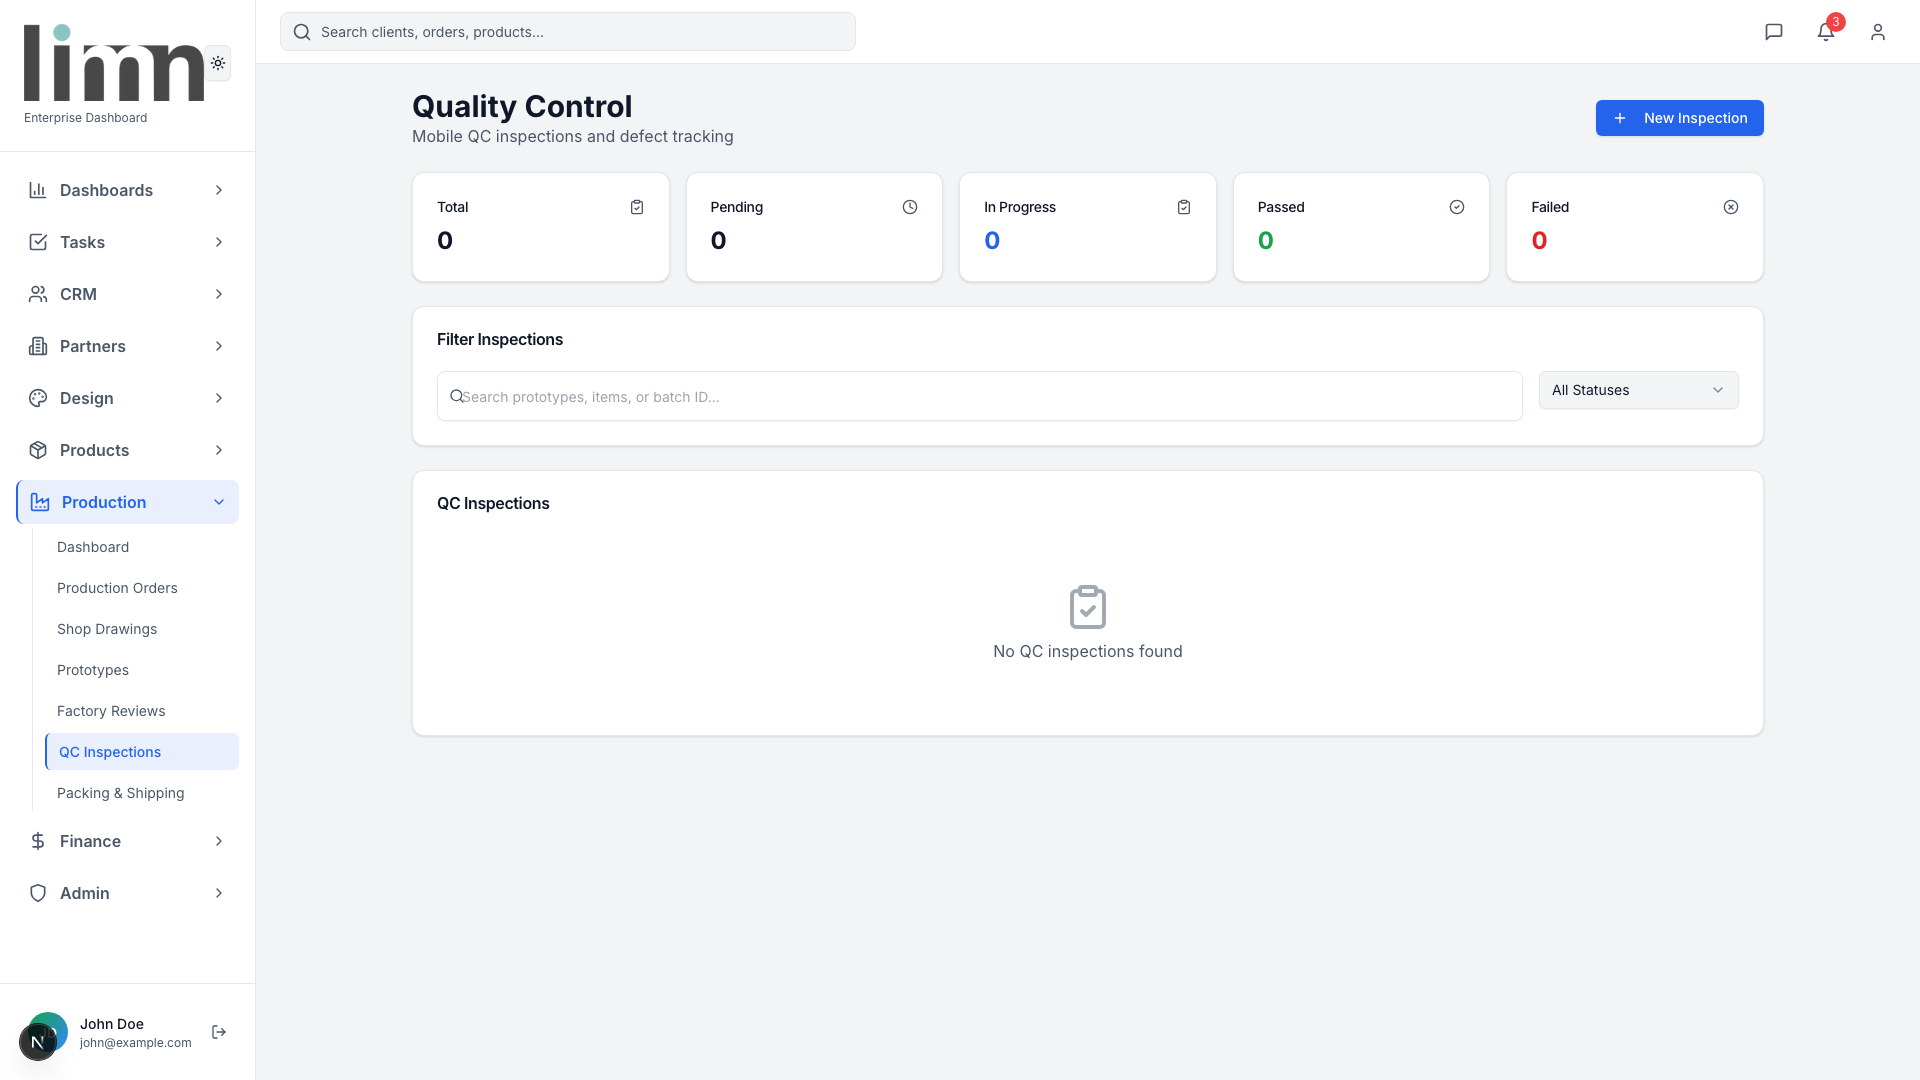 limn
Enterprise Dashboard
Search clients, orders, products...
3
Dashboards
Tasks
CRM
Partners
Design
Products
Production
Dashboard
Production Orders
Shop Drawings
Prototypes
Factory Reviews
QC Inspections
Packing & Shipping
Finance
Admin
N
John Doe
john@example.com
Quality Control
Mobile QC inspections and defect tracking
New Inspection
Total
0
Pending
0
In Progress
0
Passed
0
Failed
0
Filter Inspections
Search prototypes, items, or batch ID...
All Statuses
QC Inspections
No QC inspections found